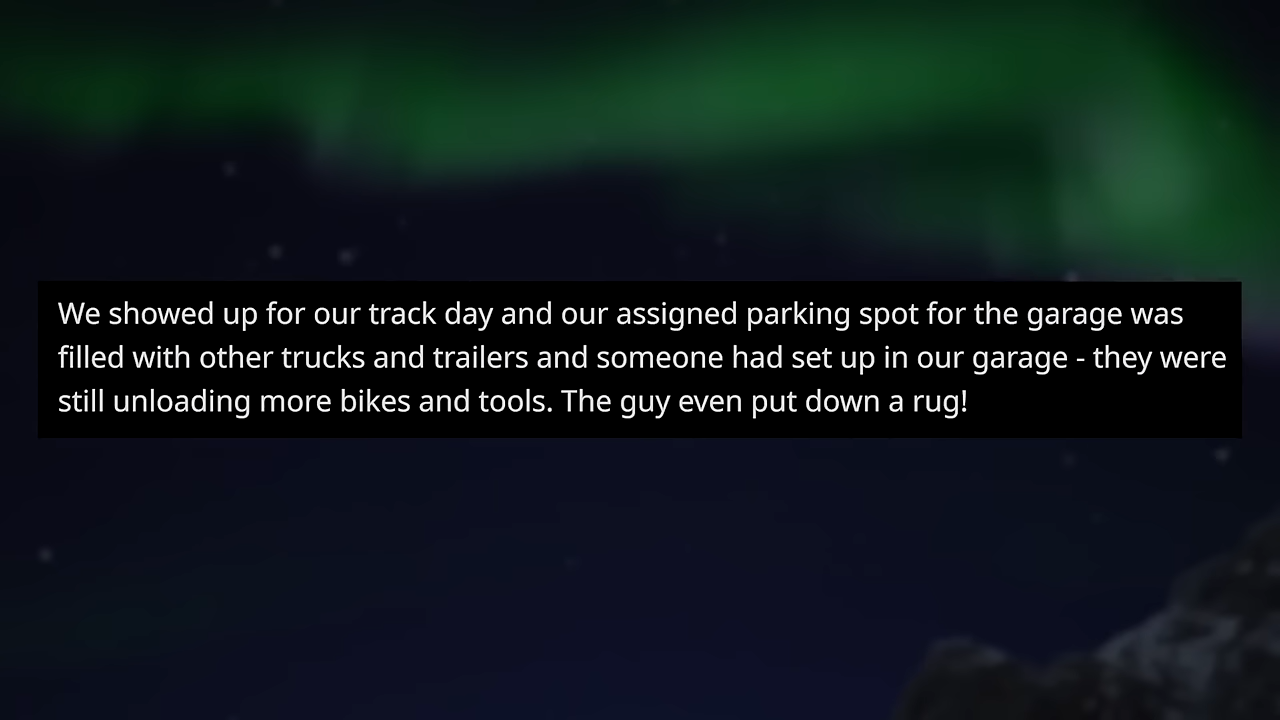 We showed up for our track day and our assigned parking spot for the garage was
filled with other trucks and trailers and someone had set up in our garage - they were
still unloading more bikes and tools. The guy even put down a rug!